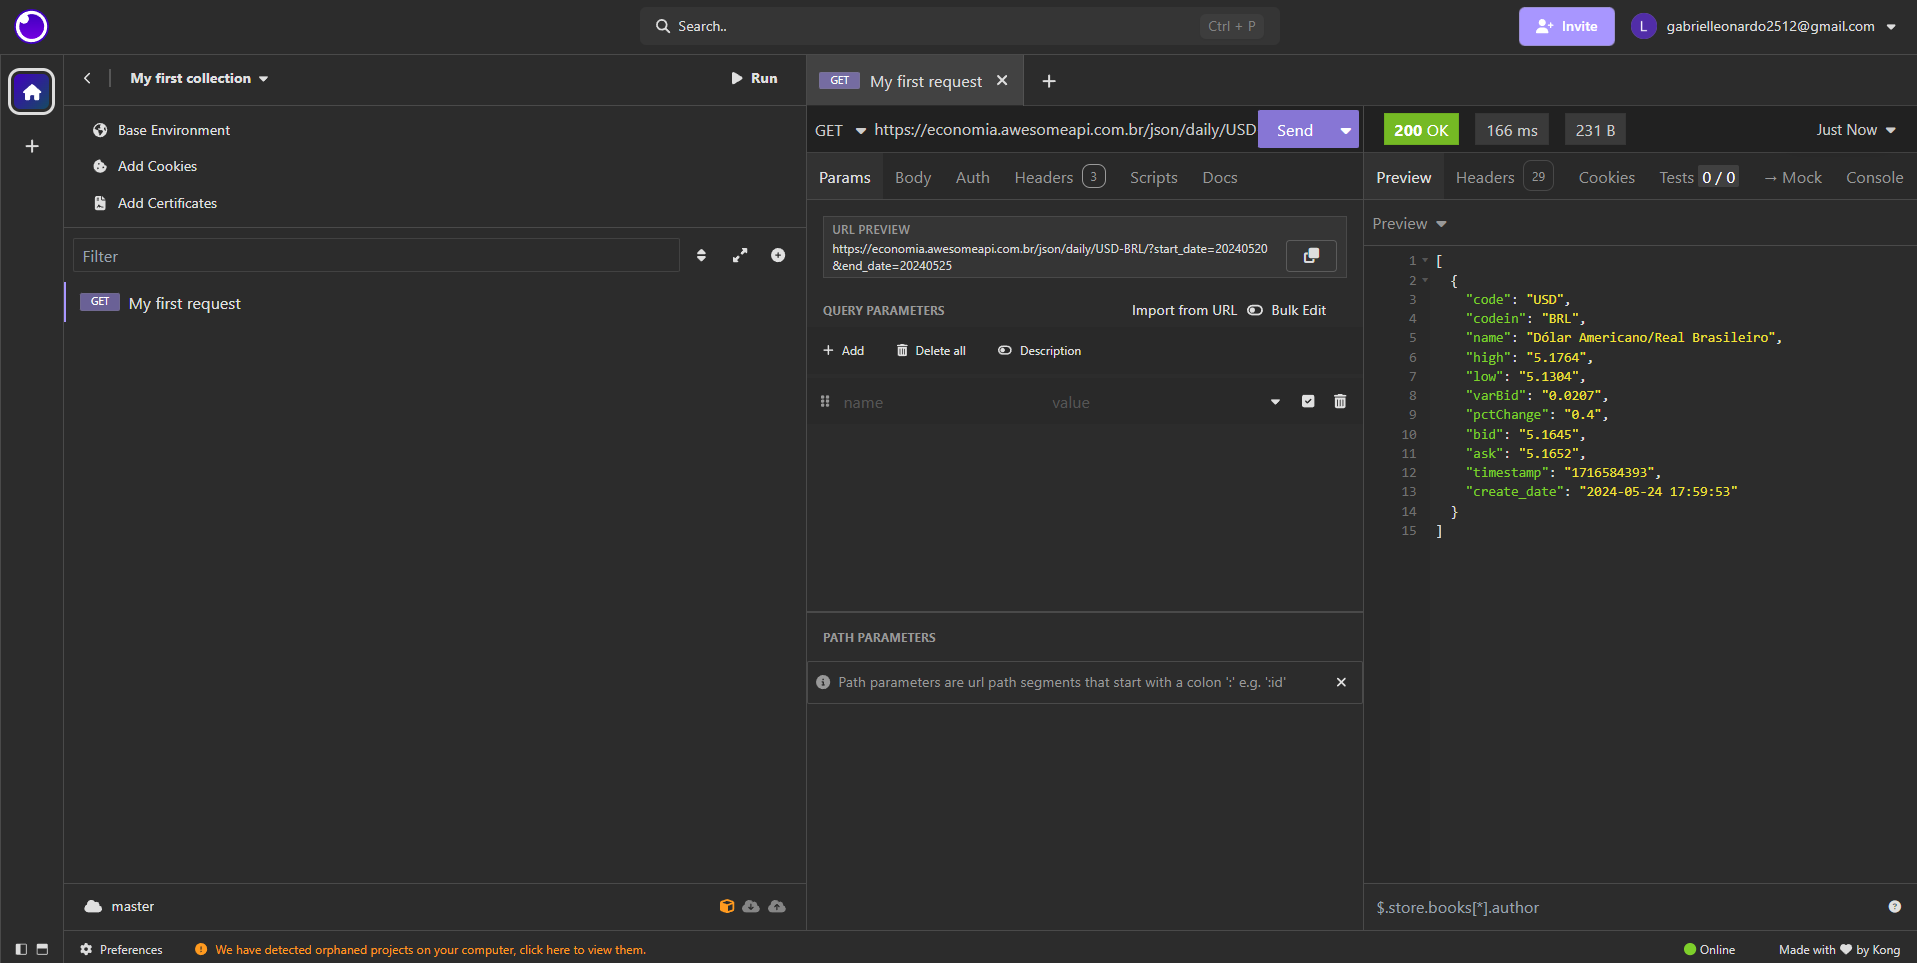 Search..
Ctrl + P
Invite
L
gabrielleonardo2512@gmail.com
My first collection
Run
Base Environment
Add Cookies
Add Certificates
Filter
GET
My first request
GET
My first request
GET
https://economia.awesomeapi.com.br/json/daily/USD
Send
Params
Body
Auth
Headers 3
Scripts
Docs
URL PREVIEW
https://economia.awesomeapi.com.br/json/daily/USD-BRL/?start_date=20240520
&end_date=20240525
QUERY PARAMETERS
Import from URL
Bulk Edit
Add
Delete all
Description
name
value
PATH PARAMETERS
Path parameters are url path segments that start with a colon ':' e.g. ':id'
200 OK
166 ms
231 B
Just Now
Preview
Headers 29
Cookies
Tests 0 / 0
→ Mock
Console
Preview
1 [
2 {
3 "code": "USD",
4 "codein": "BRL",
5 "name": "Dólar Americano/Real Brasileiro",
6 "high": "5.1764",
7 "low": "5.1304",
8 "varBid": "0.0207",
9 "pctChange": "0.4",
10 "bid": "5.1645",
11 "ask": "5.1652",
12 "timestamp": "1716584393",
13 "create_date": "2024-05-24 17:59:53"
14 }
15 ]
$.store.books[*].author
master
Preferences
We have detected orphaned projects on your computer, click here to view them.
Online
Made with ♥ by Kong